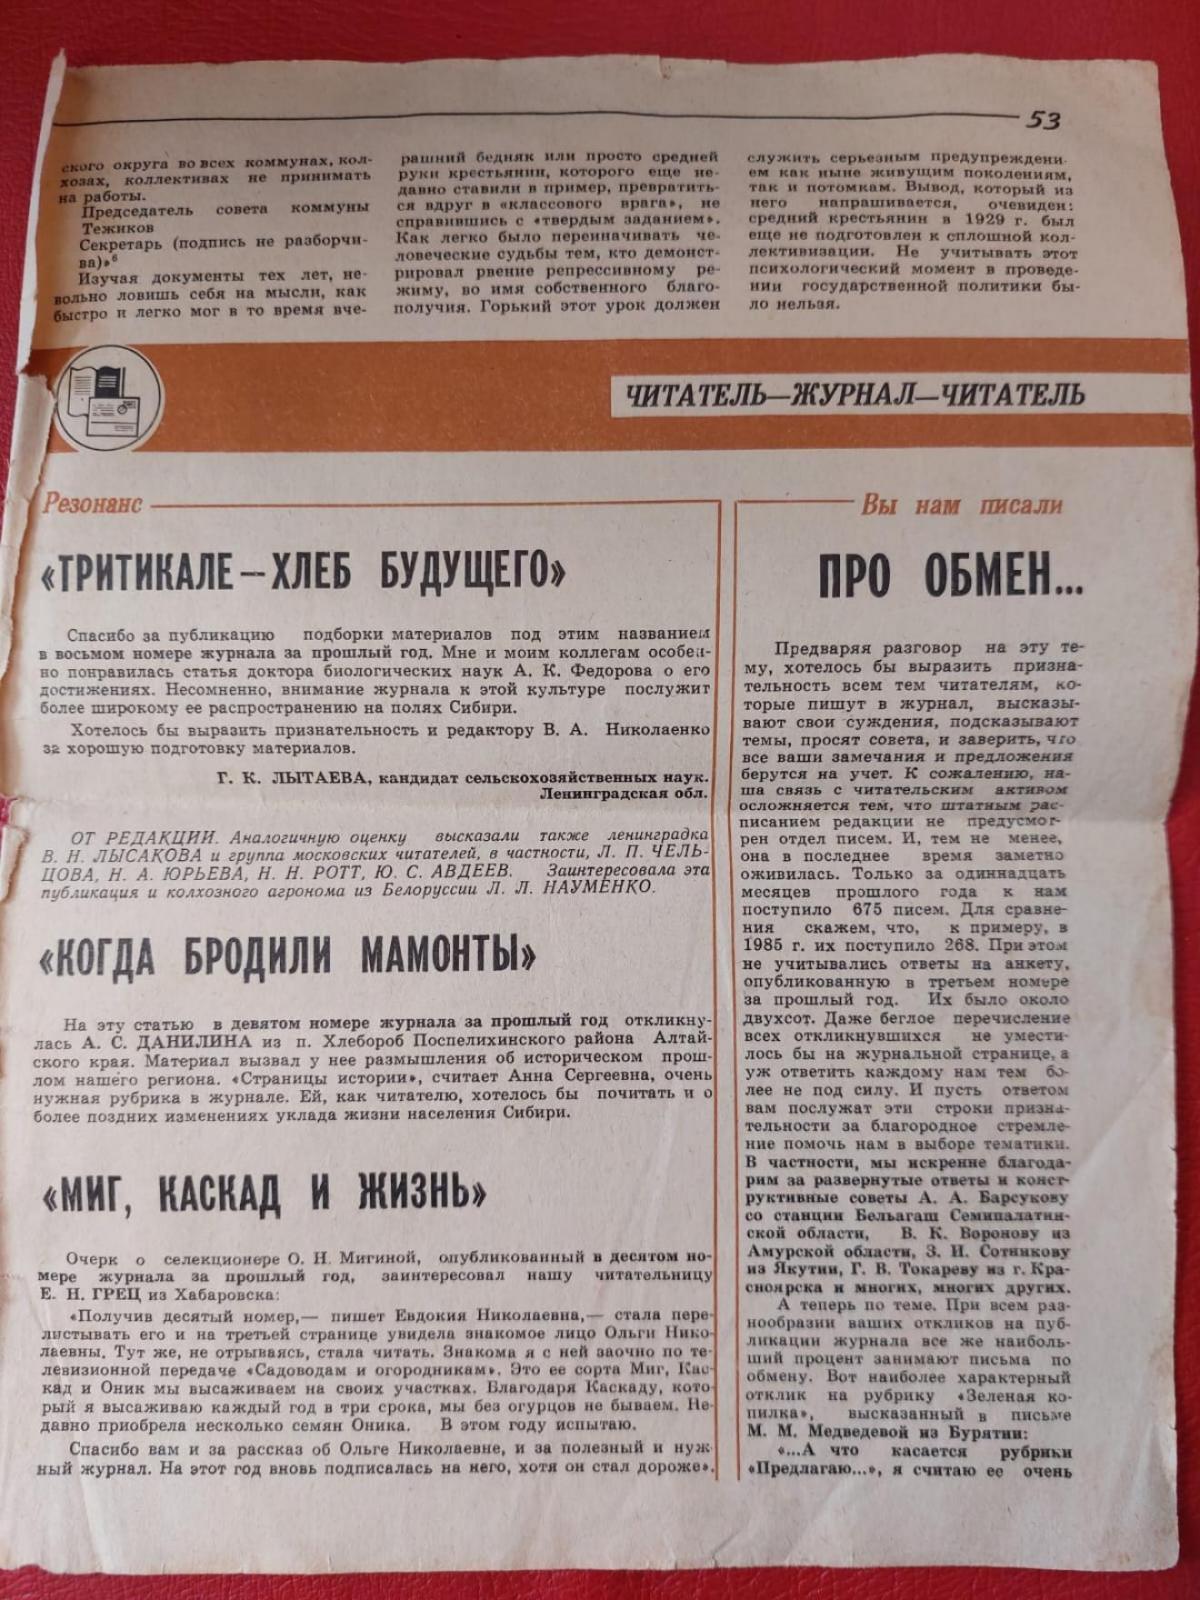 53
ского округа во всех коммунах, кол-
хозах, коллективах не принимать
на работы.
Председатель совета коммуны
Тежиков
Секретарь (подпись не разборчи-
ва)»⁶
Изучая документы тех лет, не-
вольно ловишь себя на мысли, как
быстро и легко мог в то время вче-
рашний бедняк или просто средней
руки крестьянин, которого еще не-
давно ставили в пример, превратить-
ся вдруг в «классового врага», не
справившись с «твердым заданием».
Как легко было переиначивать че-
ловеческие судьбы тем, кто демонст-
рировал рвение репрессивному ре-
жиму, во имя собственного благо-
получия. Горький этот урок должен
служить серьезным предупреждени-
ем как ныне живущим поколениям,
так и потомкам. Вывод, который из
него напрашивается, очевиден:
средний крестьянин в 1929 г. был
еще не подготовлен к сплошной кол-
лективизации. Не учитывать этот
психологический момент в проведе-
нии государственной политики бы-
ло нельзя.
ЧИТАТЕЛЬ—ЖУРНАЛ—ЧИТАТЕЛЬ
Резонанс
«ТРИТИКАЛЕ—ХЛЕБ БУДУЩЕГО»
Спасибо за публикацию подборки материалов под этим названием
в восьмом номере журнала за прошлый год. Мне и моим коллегам особен-
но понравилась статья доктора биологических наук А. К. Федорова о его
достижениях. Несомненно, внимание журнала к этой культуре послужит
более широкому ее распространению на полях Сибири.
Хотелось бы выразить признательность и редактору В. А. Николаенко
за хорошую подготовку материалов.
Г. К. ЛЫТАЕВА, кандидат сельскохозяйственных наук.
Ленинградская обл.
ОТ РЕДАКЦИИ. Аналогичную оценку высказали также ленинградка
В. Н. ЛЫСАКОВА и группа московских читателей, в частности, Л. П. ЧЕЛЬ-
ЦОВА, Н. А. ЮРЬЕВА, Н. Н. РОТТ, Ю. С. АВДЕЕВ. Заинтересовала эта
публикация и колхозного агронома из Белоруссии Л. Л. НАУМЕНКО.
«КОГДА БРОДИЛИ МАМОНТЫ»
На эту статью в девятом номере журнала за прошлый год откликну-
лась А. С. ДАНИЛИНА из п. Хлебороб Поспелихинского района Алтай-
ского края. Материал вызвал у нее размышления об историческом прош-
лом нашего региона. «Страницы истории», считает Анна Сергеевна, очень
нужная рубрика в журнале. Ей, как читателю, хотелось бы почитать и о
более поздних изменениях уклада жизни населения Сибири.
«МИГ, КАСКАД И ЖИЗНЬ»
Очерк о селекционере О. Н. Мигиной, опубликованный в десятом но-
мере журнала за прошлый год, заинтересовал нашу читательницу
Е. Н. ГРЕЦ из Хабаровска:
«Получив десятый номер,— пишет Евдокия Николаевна,— стала пере-
листывать его и на третьей странице увидела знакомое лицо Ольги Нико-
лаевны. Тут же, не отрываясь, стала читать. Знакома я с ней заочно по те-
левизионной передаче «Садоводам и огородникам». Это ее сорта Миг, Кас-
кад и Оник мы высаживаем на своих участках. Благодаря Каскаду, кото-
рый я высаживаю каждый год в три срока, мы без огурцов не бываем. Не-
давно приобрела несколько семян Оника. В этом году испытаю.
Спасибо вам и за рассказ об Ольге Николаевне, и за полезный и нуж-
ный журнал. На этот год вновь подписалась на него, хотя он стал дороже».
Вы нам писали
ПРО ОБМЕН...
Предваряя разговор на эту те-
му, хотелось бы выразить призна-
тельность всем тем читателям, ко-
торые пишут в журнал, высказы-
вают свои суждения, подсказывают
темы, просят совета, и заверить, что
все ваши замечания и предложения
берутся на учет. К сожалению, на-
ша связь с читательским активом
осложняется тем, что штатным рас-
писанием редакции не предусмот-
рен отдел писем. И, тем не менее,
она в последнее время заметно
оживилась. Только за одиннадцать
месяцев прошлого года к нам
поступило 675 писем. Для сравне-
ния скажем, что, к примеру, в
1985 г. их поступило 268. При этом
не учитывались ответы на анкету,
опубликованную в третьем номере
за прошлый год. Их было около
двухсот. Даже беглое перечисление
всех откликнувшихся не умести-
лось бы на журнальной странице, а
уж ответить каждому нам тем бо-
лее не под силу. И пусть ответом
вам послужат эти строки призна-
тельности за благородное стремле-
ние помочь нам в выборе тематики.
В частности, мы искренне благода-
рим за развернутые ответы и конст-
руктивные советы А. А. Барсукову
со станции Бельагаш Семипалатин-
ской области, В. К. Воронову из
Амурской области, З. И. Сотникову
из Якутии, Г. В. Токареву из г. Кра-
сноярска и многих, многих других.
А теперь по теме. При всем раз-
нообразии ваших откликов на пуб-
ликации журнала все же наиболь-
ший процент занимают письма по
обмену. Вот наиболее характерный
отклик на рубрику «Зеленая ко-
пилка», высказанный в письме
М. М. Медведевой из Бурятии:
«...А что касается рубрики
«Предлагаю...», я считаю ее очень